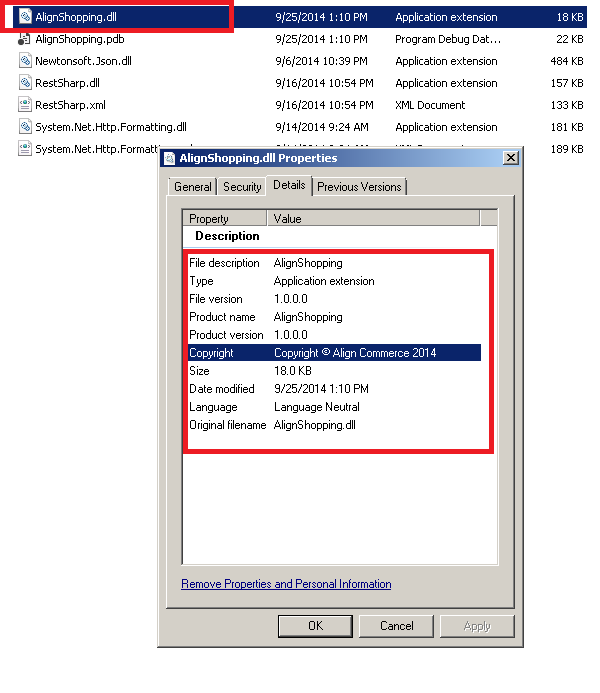 AlignShopping.dll 9/25/2014 1:10 PM Application extension 18 KB
AlignShopping.pdb 9/25/2014 1:10 PM Program Debug Dat... 22 KB
Newtonsoft.Json.dll 9/6/2014 10:39 PM Application extension 484 KB
RestSharp.dll 9/16/2014 10:54 PM Application extension 157 KB
RestSharp.xml 9/16/2014 10:54 PM XML Document 133 KB
System.Net.Http.Formatting.dll 9/14/2014 9:24 AM Application extension 181 KB
System.Net.Http.Formatt 189 KB
AlignShopping.dll Properties
General Security Details Previous Versions
Property Value
Description
File description AlignShopping
Type Application extension
File version 1.0.0.0
Product name AlignShopping
Product version 1.0.0.0
Copyright Copyright © Align Commerce 2014
Size 18.0 KB
Date modified 9/25/2014 1:10 PM
Language Language Neutral
Original filename AlignShopping.dll
Remove Properties and Personal Information
OK Cancel Apply